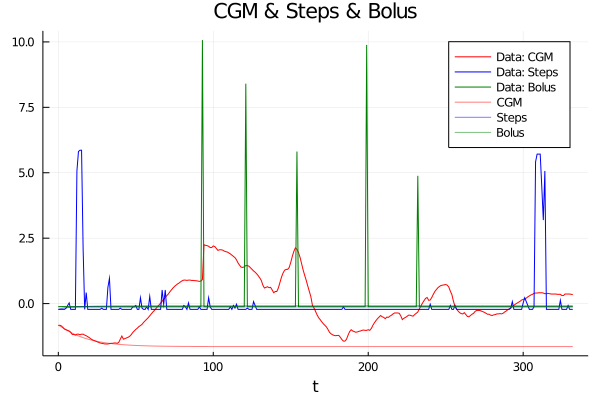 CGM & Steps & Bolus
10.0
7.5
5.0
2.5
0.0
Data: CGM
Data: Steps
Data: Bolus
CGM
Steps
Bolus
0 100 200 300
t